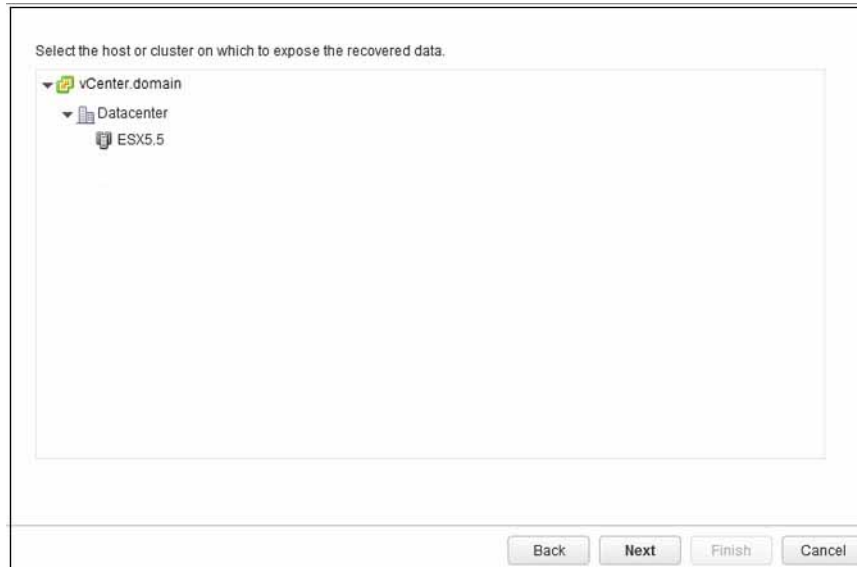 Select the host or cluster on which to expose the recovered data.
vCenter.domain
Datacenter
ESX5.5
Back Next Finish Cancel